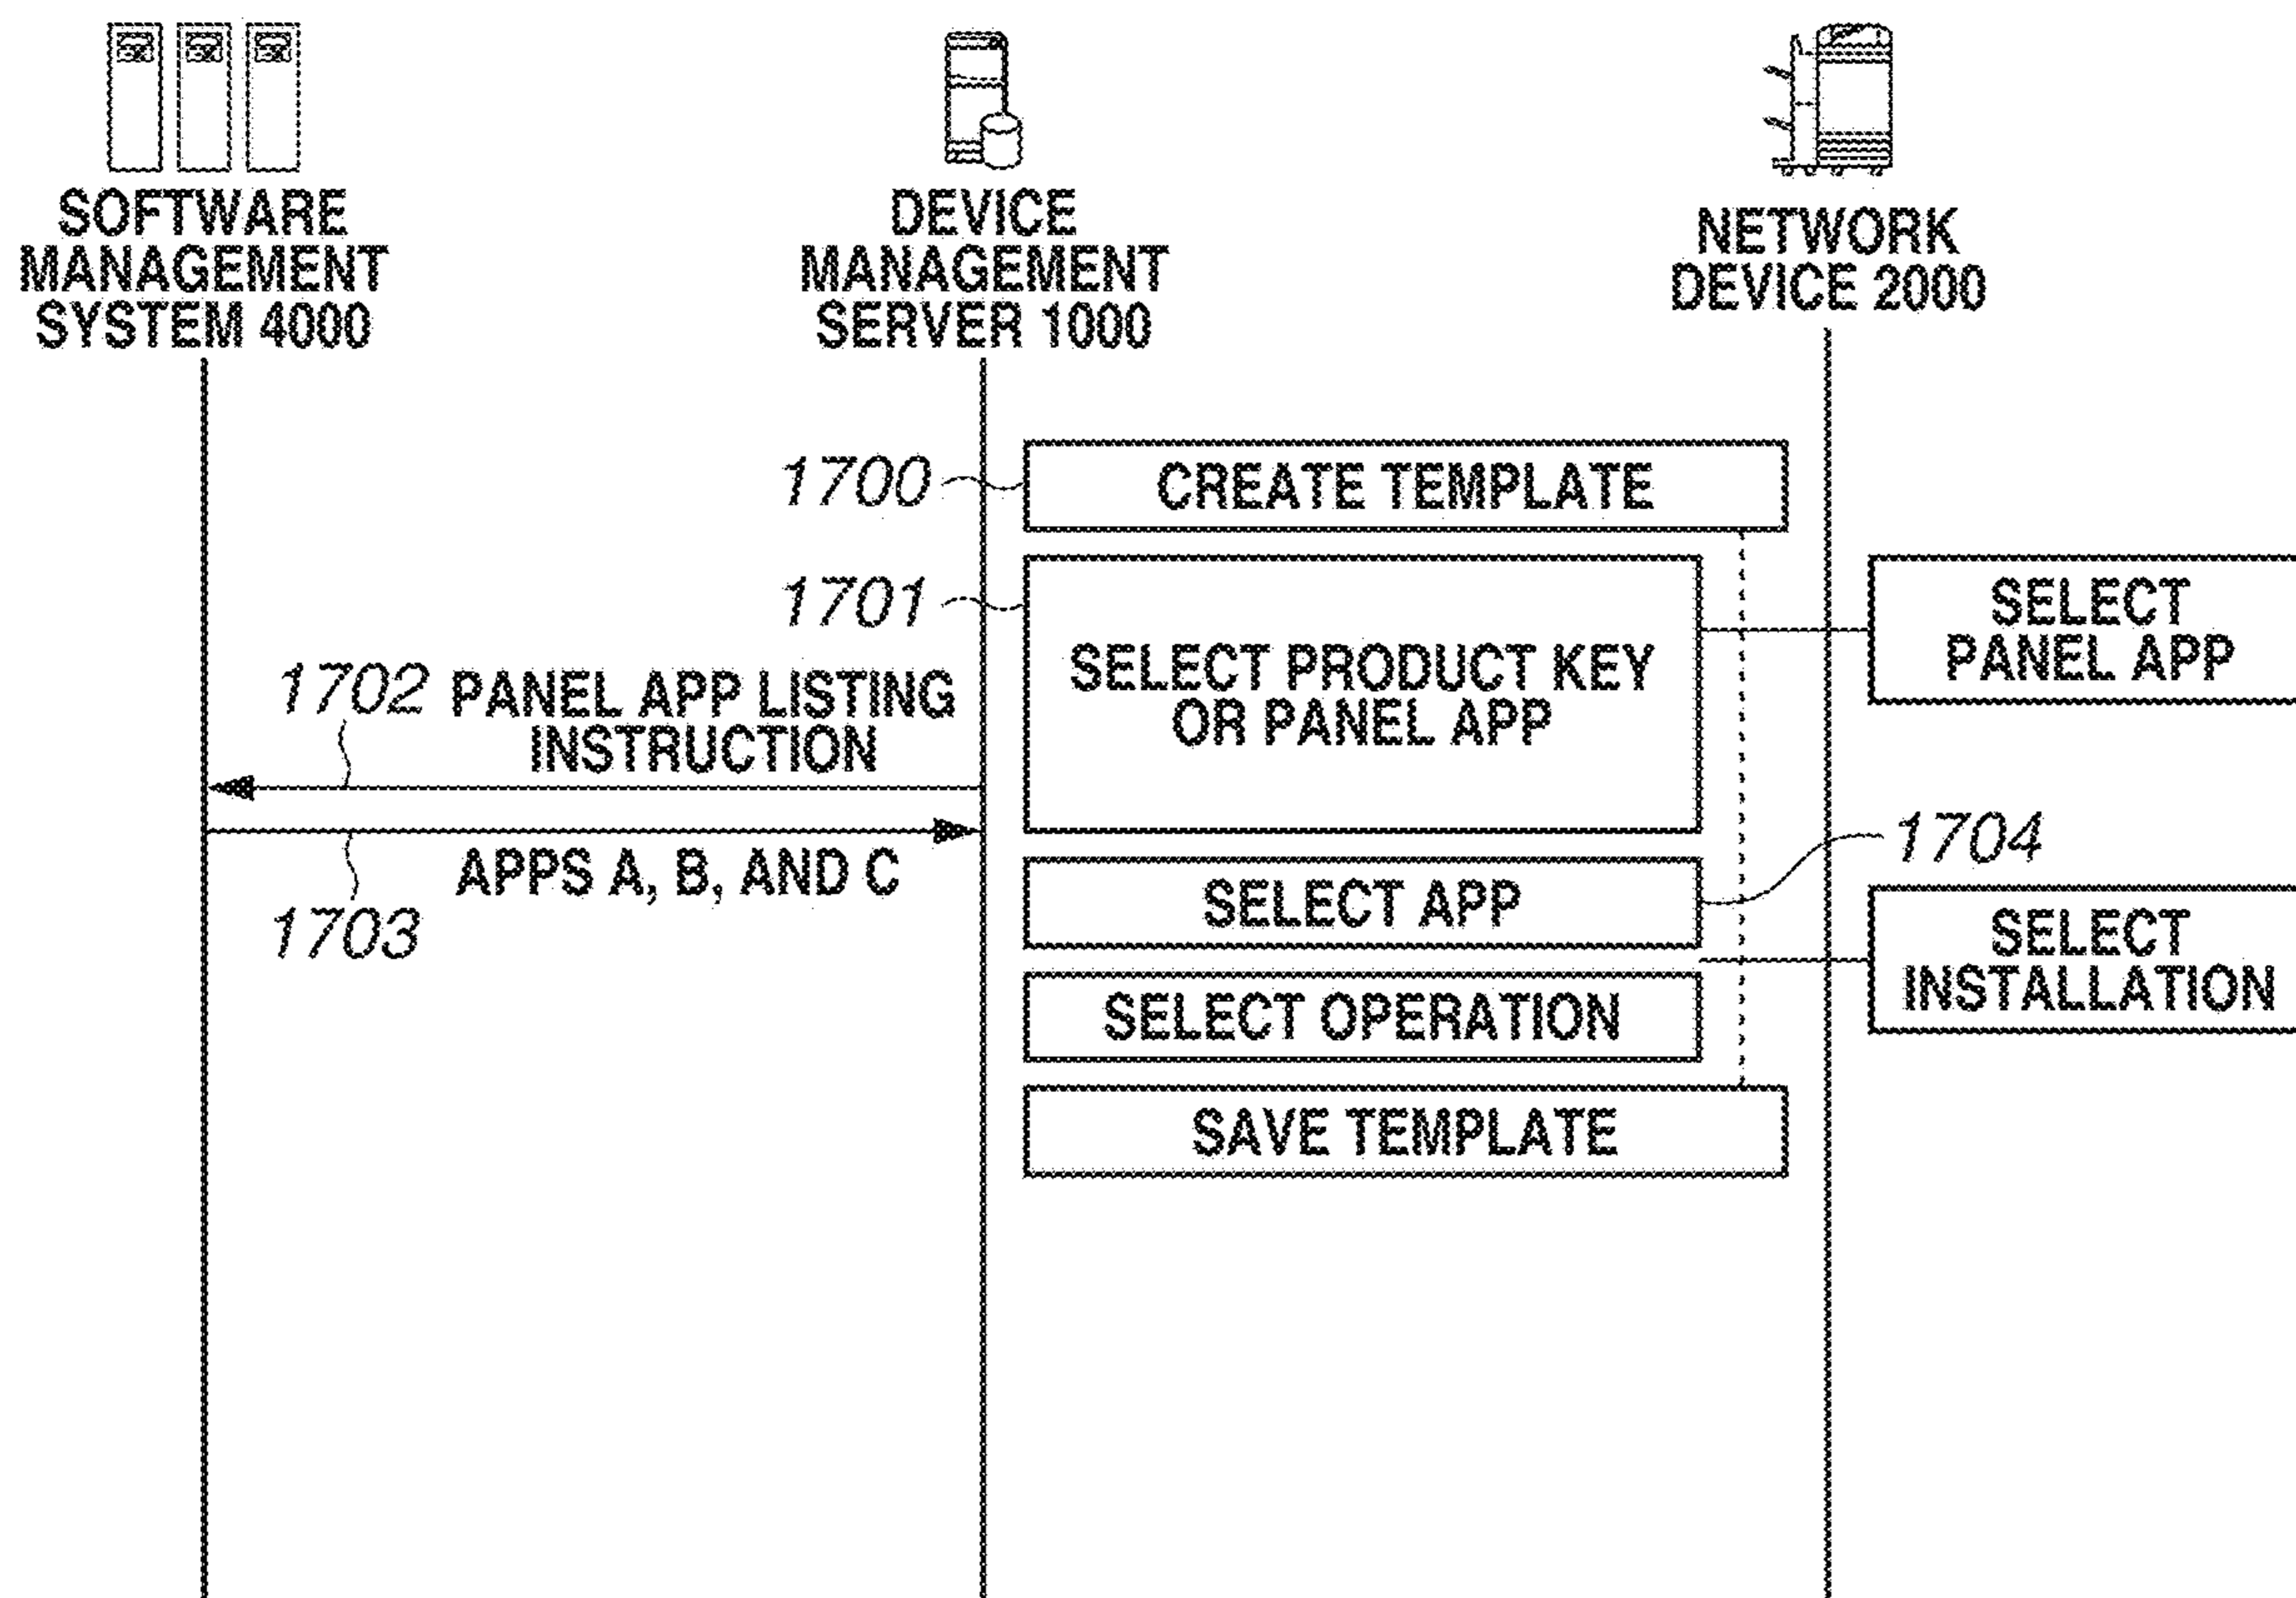 SOFTWARE
MANAGEMENT
SYSTEM 4000
DEVICE
MANAGEMENT
SERVER 1000
NETWORK
DEVICE 2000
1700
CREATE TEMPLATE
1701
SELECT PRODUCT KEY
OR PANEL APP
SELECT
PANEL APP
1702
PANEL APP LISTING
INSTRUCTION
APPS A, B, AND C
1703
SELECT APP
1704
SELECT
INSTALLATION
SELECT OPERATION
SAVE TEMPLATE